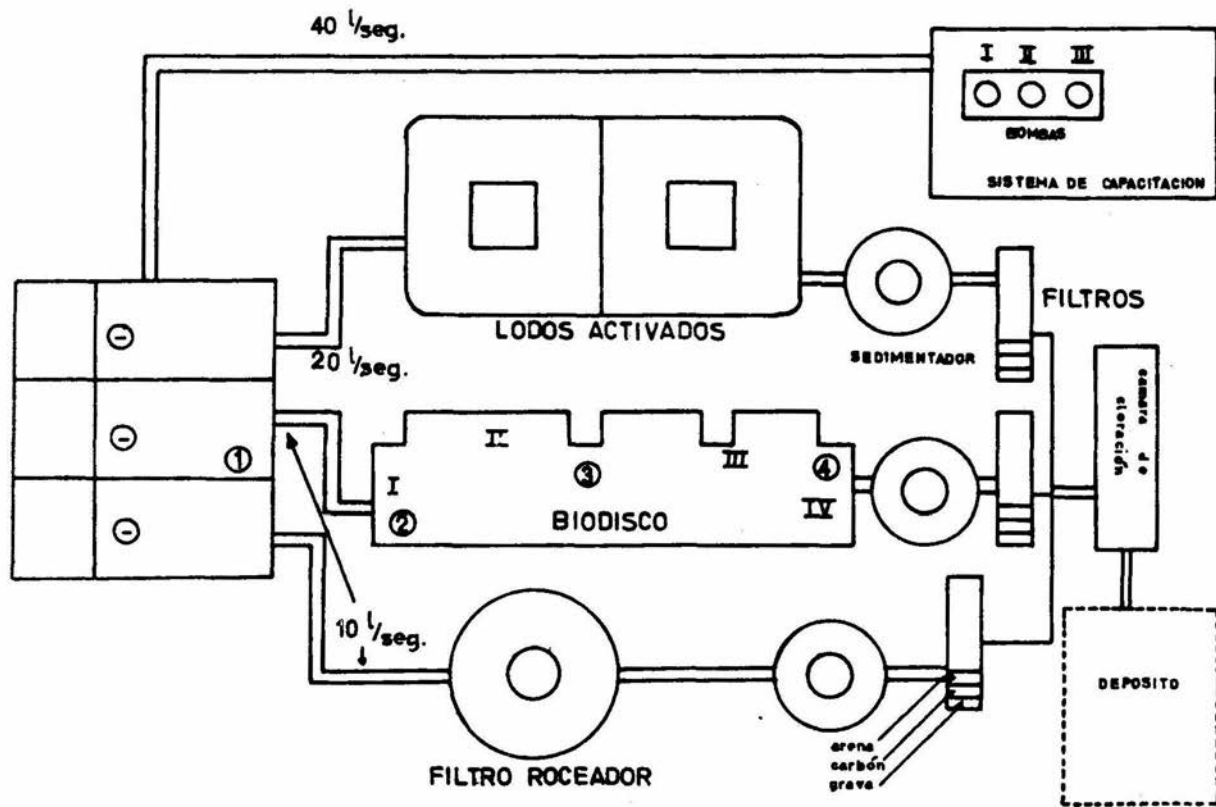 40 l/seg.
I II III
BOMBAS
SISTEMA DE CAPACITACION
LODOS ACTIVADOS
20 l/seg.
SEDIMENTADOR
FILTROS
camara de
cloración
1
I
2
II
3
III
4
IV
BIODISCO
10 l/seg.
FILTRO ROCEADOR
arena
carbón
grava
DEPOSITO